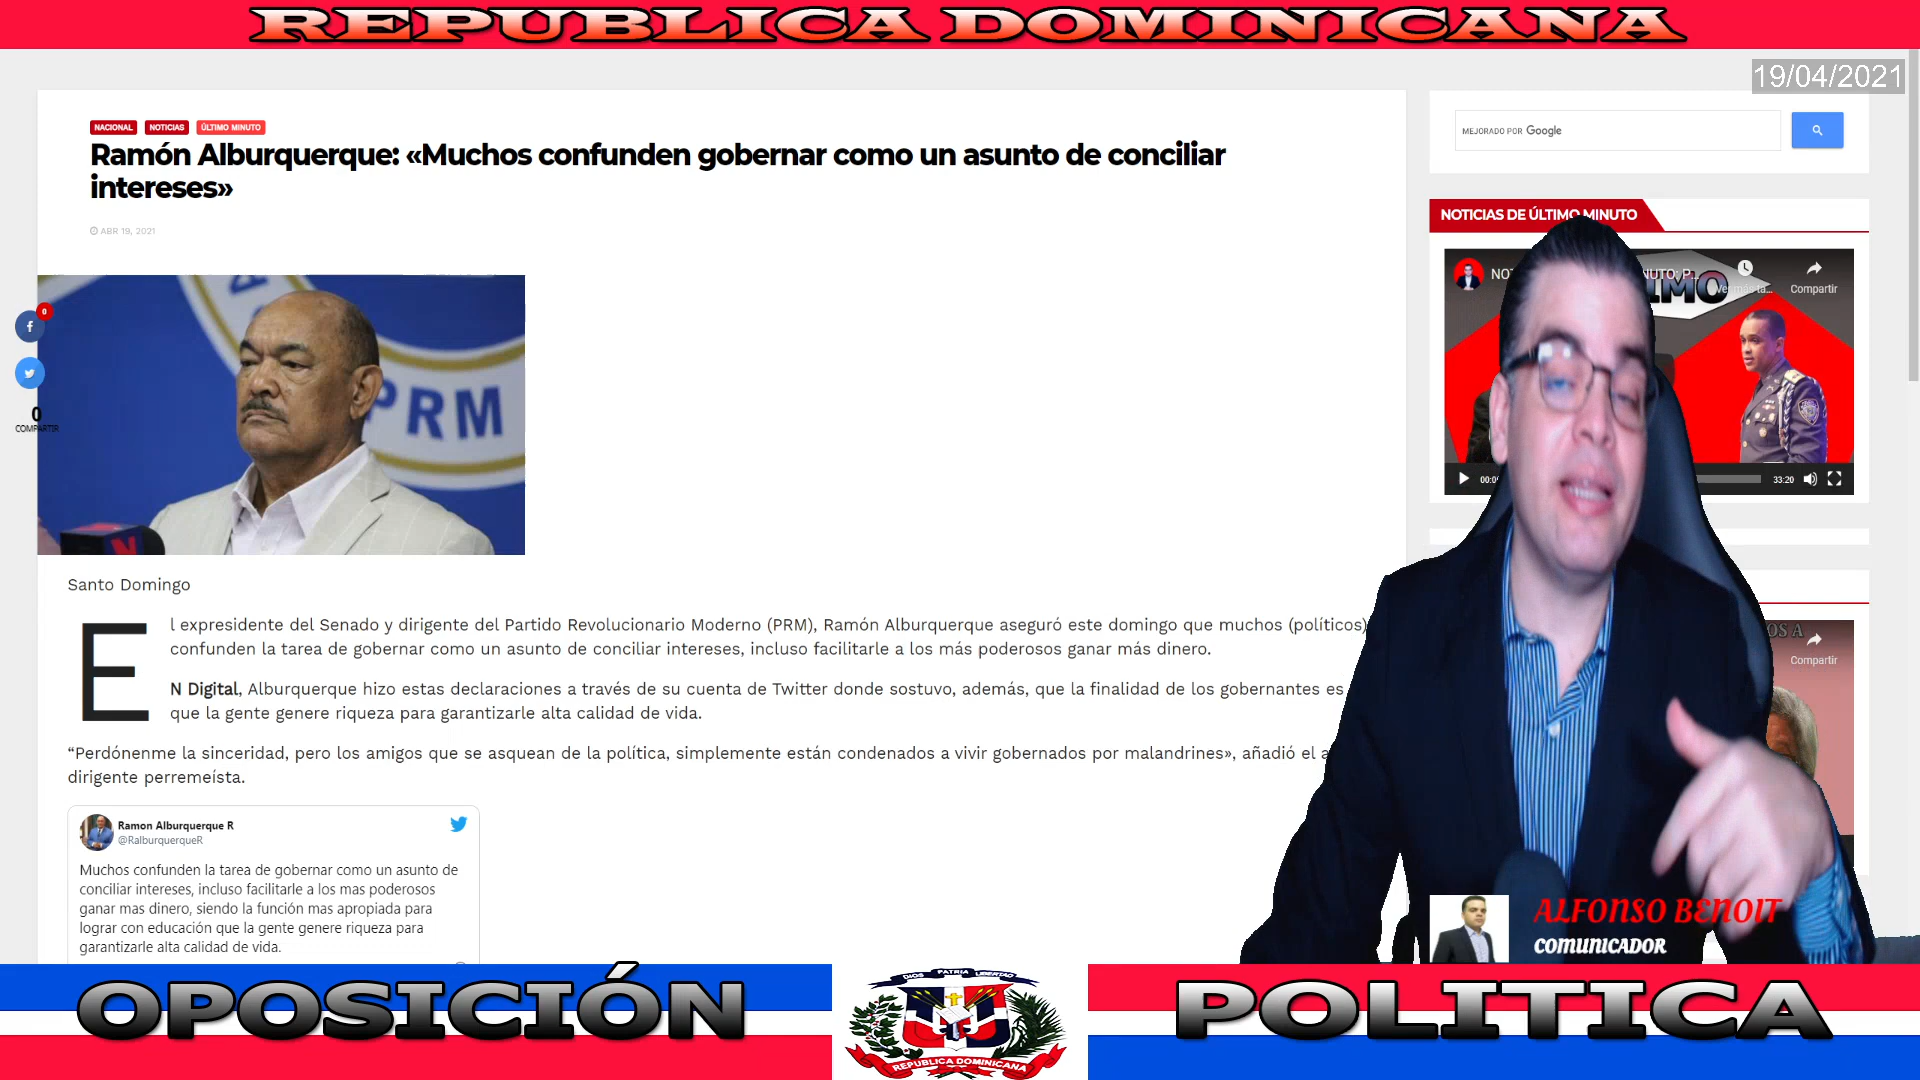 REPUBLICA DOMINICANA
19/04/2021
NACIONAL NOTICIAS ÚLTIMO MINUTO
Ramón Alburquerque: «Muchos confunden gobernar como un asunto de conciliar
intereses»
ABR 19, 2021
MEJORADO POR Google
NOTICIAS DE ÚLTIMO MINUTO
Compartir
33:20
0
0
COMPARTIR
PRM
Santo Domingo
El expresidente del Senado y dirigente del Partido Revolucionario Moderno (PRM), Ramón Alburquerque aseguró este domingo que muchos (políticos)
confunden la tarea de gobernar como un asunto de conciliar intereses, incluso facilitarle a los más poderosos ganar más dinero.
N Digital, Alburquerque hizo estas declaraciones a través de su cuenta de Twitter donde sostuvo, además, que la finalidad de los gobernantes es
que la gente genere riqueza para garantizarle alta calidad de vida.
“Perdónenme la sinceridad, pero los amigos que se asquean de la política, simplemente están condenados a vivir gobernados por malandrines», añadió el
dirigente perremeísta.
Ramon Alburquerque R
@RalburquerqueR
Muchos confunden la tarea de gobernar como un asunto de
conciliar intereses, incluso facilitarle a los mas poderosos
ganar mas dinero, siendo la función mas apropiada para
lograr con educación que la gente genere riqueza para
garantizarle alta calidad de vida.
Compartir
ALFONSO BENOIT
COMUNICADOR
OPOSICIÓN
DIOS PATRIA LIBERTAD
REPUBLICA DOMINICANA
POLITICA